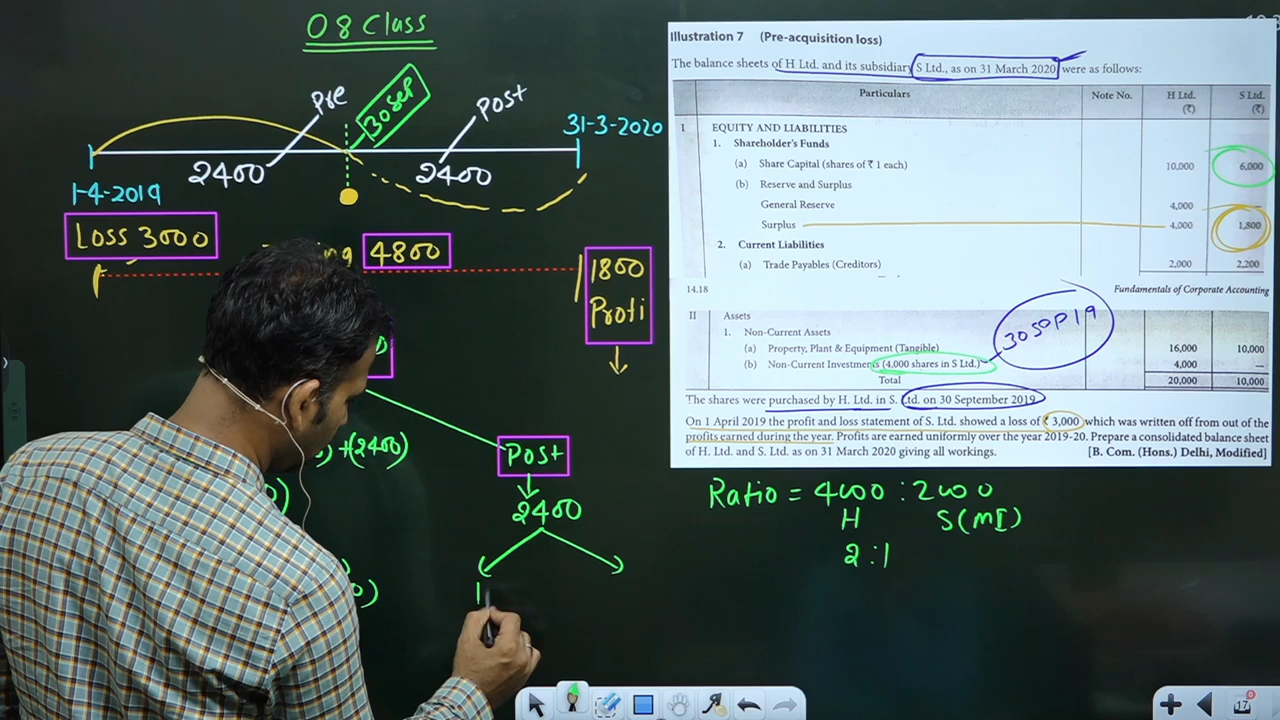 08 Class
Pre
30 Sep
Post
31-3-2020
2400
2400
1-4-2019
Loss 3000
4800
1800
Profi
+(2400)
Post
2400
Illustration 7 (Pre-acquisition loss)
The balance sheets of H Ltd. and its subsidiary S Ltd., as on 31 March 2020 were as follows:
Particulars Note No. H Ltd. (₹) S Ltd. (₹)
I EQUITY AND LIABILITIES
1. Shareholder's Funds
(a) Share Capital (shares of ₹ 1 each) 10,000 6,000
(b) Reserve and Surplus
General Reserve 4,000 —
Surplus 4,000 1,800
2. Current Liabilities
(a) Trade Payables (Creditors) 2,000 2,200
14.18 Fundamentals of Corporate Accounting
II Assets
1. Non-Current Assets
(a) Property, Plant & Equipment (Tangible) 16,000 10,000
(b) Non-Current Investments (4,000 shares in S Ltd.) 4,000 —
Total 20,000 10,000
30 Sep 19
The shares were purchased by H. Ltd. in S. Ltd. on 30 September 2019.
On 1 April 2019 the profit and loss statement of S. Ltd. showed a loss of ₹ 3,000 which was written off from out of the
profits earned during the year. Profits are earned uniformly over the year 2019-20. Prepare a consolidated balance sheet
of H. Ltd. and S. Ltd. as on 31 March 2020 giving all workings. [B. Com. (Hons.) Delhi, Modified]
Ratio = 4000 : 2000
H S(MI)
2 : 1
17